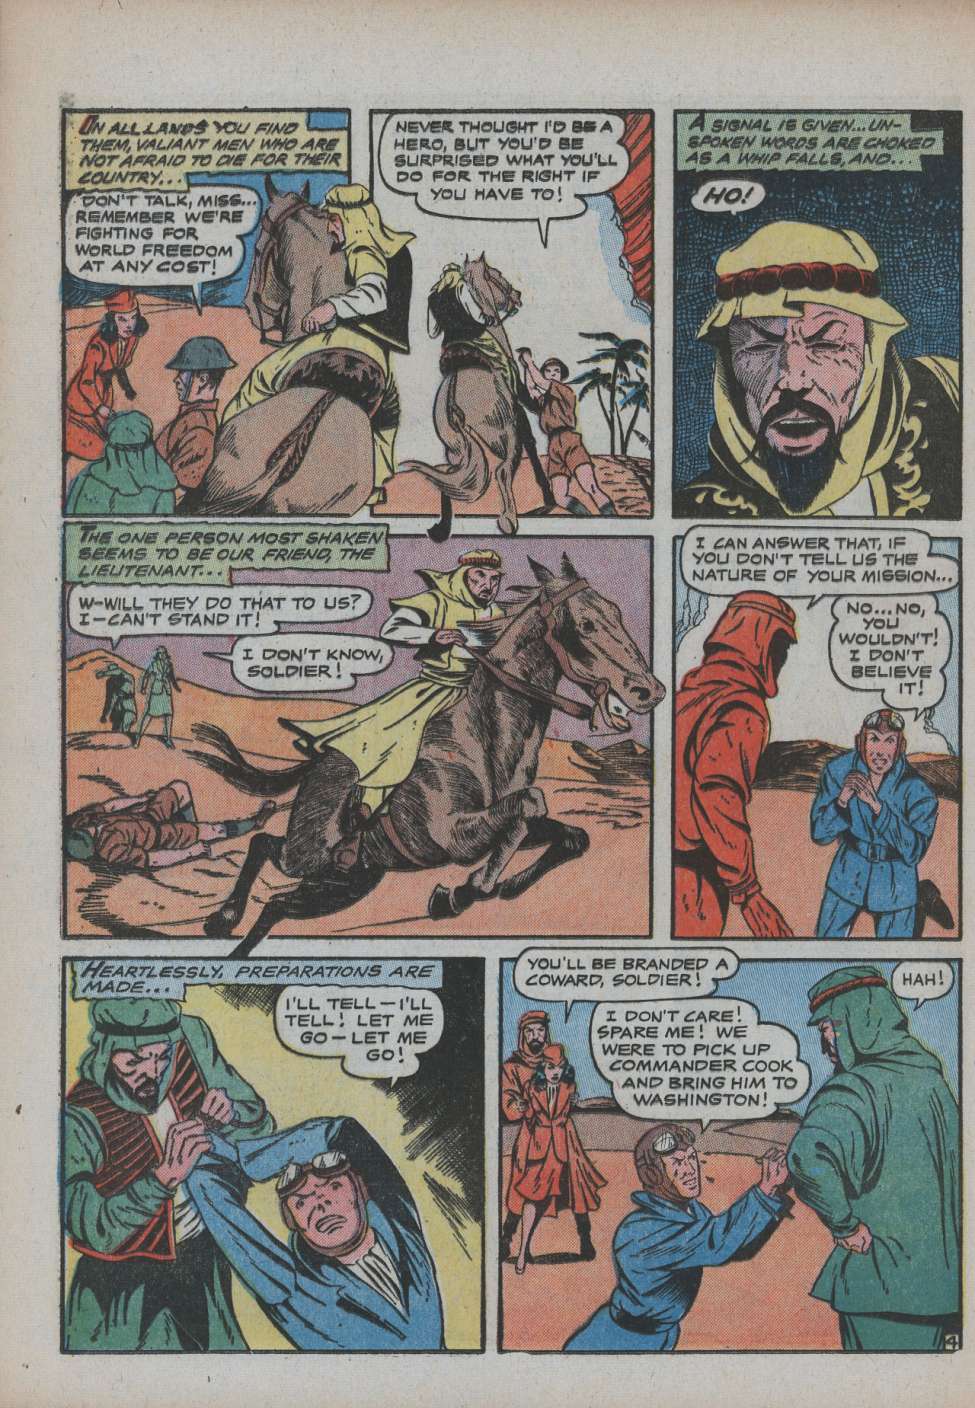 IN ALL LANDS YOU FIND
THEM, VALIANT MEN WHO ARE
NOT AFRAID TO DIE FOR THEIR
COUNTRY...
DON'T TALK, MISS...
REMEMBER WE'RE
FIGHTING FOR
WORLD FREEDOM
AT ANY COST!
NEVER THOUGHT I'D BE A
HERO, BUT YOU'D BE
SURPRISED WHAT YOU'LL
DO FOR THE RIGHT IF
YOU HAVE TO!
A SIGNAL IS GIVEN...UN-
SPOKEN WORDS ARE CHOKED
AS A WHIP FALLS, AND...
HO!
THE ONE PERSON MOST SHAKEN
SEEMS TO BE OUR FRIEND, THE
LIEUTENANT...
W-WILL THEY DO THAT TO US?
I-CAN'T STAND IT!
I DON'T KNOW,
SOLDIER!
I CAN ANSWER THAT, IF
YOU DON'T TELL US THE
NATURE OF YOUR MISSION...
NO...NO,
YOU
WOULDN'T!
I DON'T
BELIEVE
IT!
HEARTLESSLY, PREPARATIONS ARE
MADE...
I'LL TELL-I'LL
TELL! LET ME
GO-LET ME
GO!
YOU'LL BE BRANDED A
COWARD, SOLDIER!
I DON'T CARE!
SPARE ME! WE
WERE TO PICK UP
COMMANDER COOK
AND BRING HIM TO
WASHINGTON!
HAH!
4